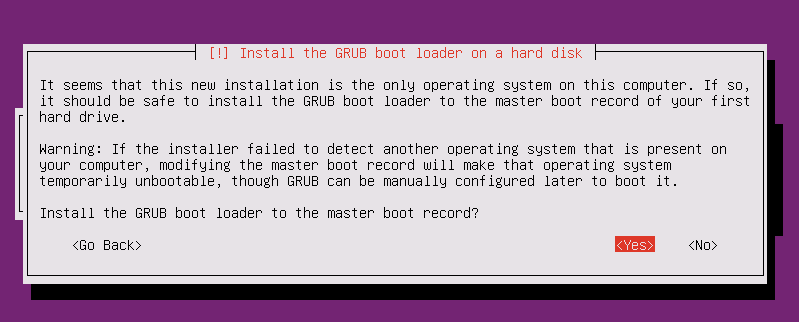 [!] Install the GRUB boot loader on a hard disk
It seems that this new installation is the only operating system on this computer. If so,
it should be safe to install the GRUB boot loader to the master boot record of your first
hard drive.
Warning: If the installer failed to detect another operating system that is present on
your computer, modifying the master boot record will make that operating system
temporarily unbootable, though GRUB can be manually configured later to boot it.
Install the GRUB boot loader to the master boot record?
<Go Back> <Yes> <No>